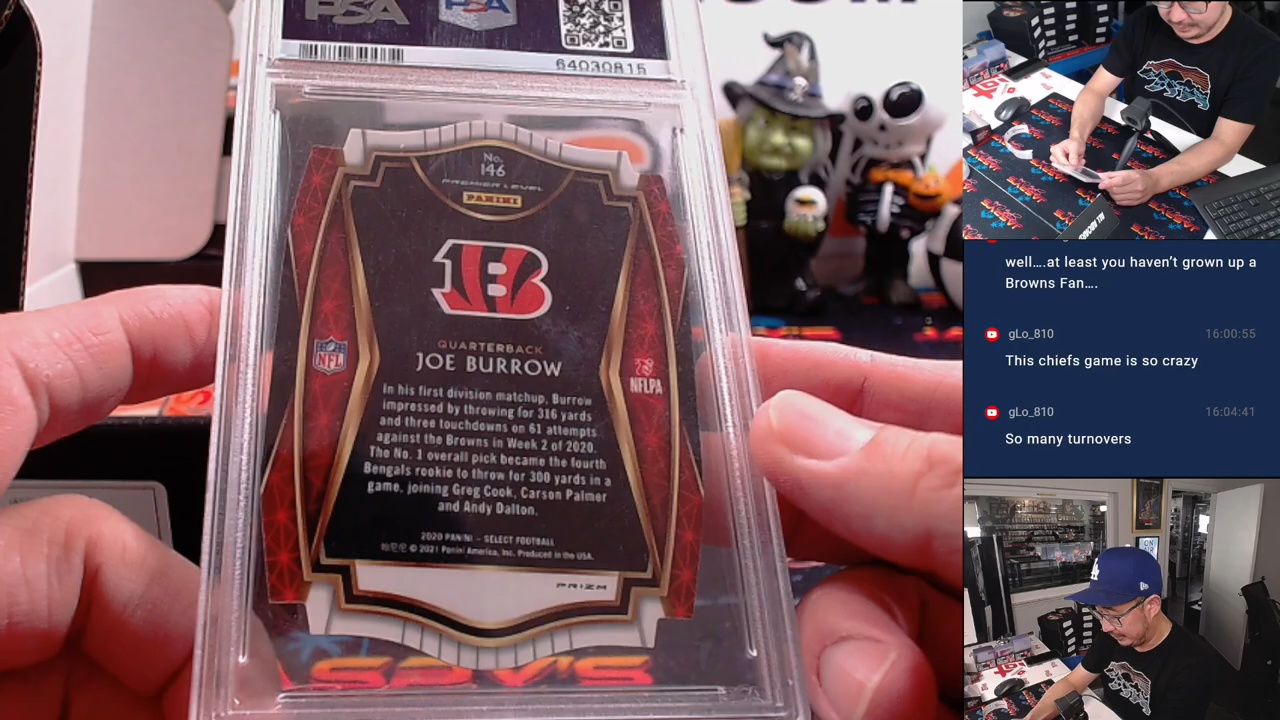 PSA
PSA
64030815
No.
146
PREMIER LEVEL
PANINI
B
QUARTERBACK
JOE BURROW
NFL
NFLPA
In his first division matchup, Burrow
impressed by throwing for 316 yards
and three touchdowns on 61 attempts
against the Browns in Week 2 of 2020.
The No. 1 overall pick became the fourth
Bengals rookie to throw for 300 yards in a
game, joining Greg Cook, Carson Palmer
and Andy Dalton.
2020 PANINI – SELECT FOOTBALL
© 2021 Panini America, Inc. Produced in the USA.
PRIZM
well....at least you haven't grown up a
Browns Fan....
gLo_810 16:00:55
This chiefs game is so crazy
gLo_810 16:04:41
So many turnovers
LA